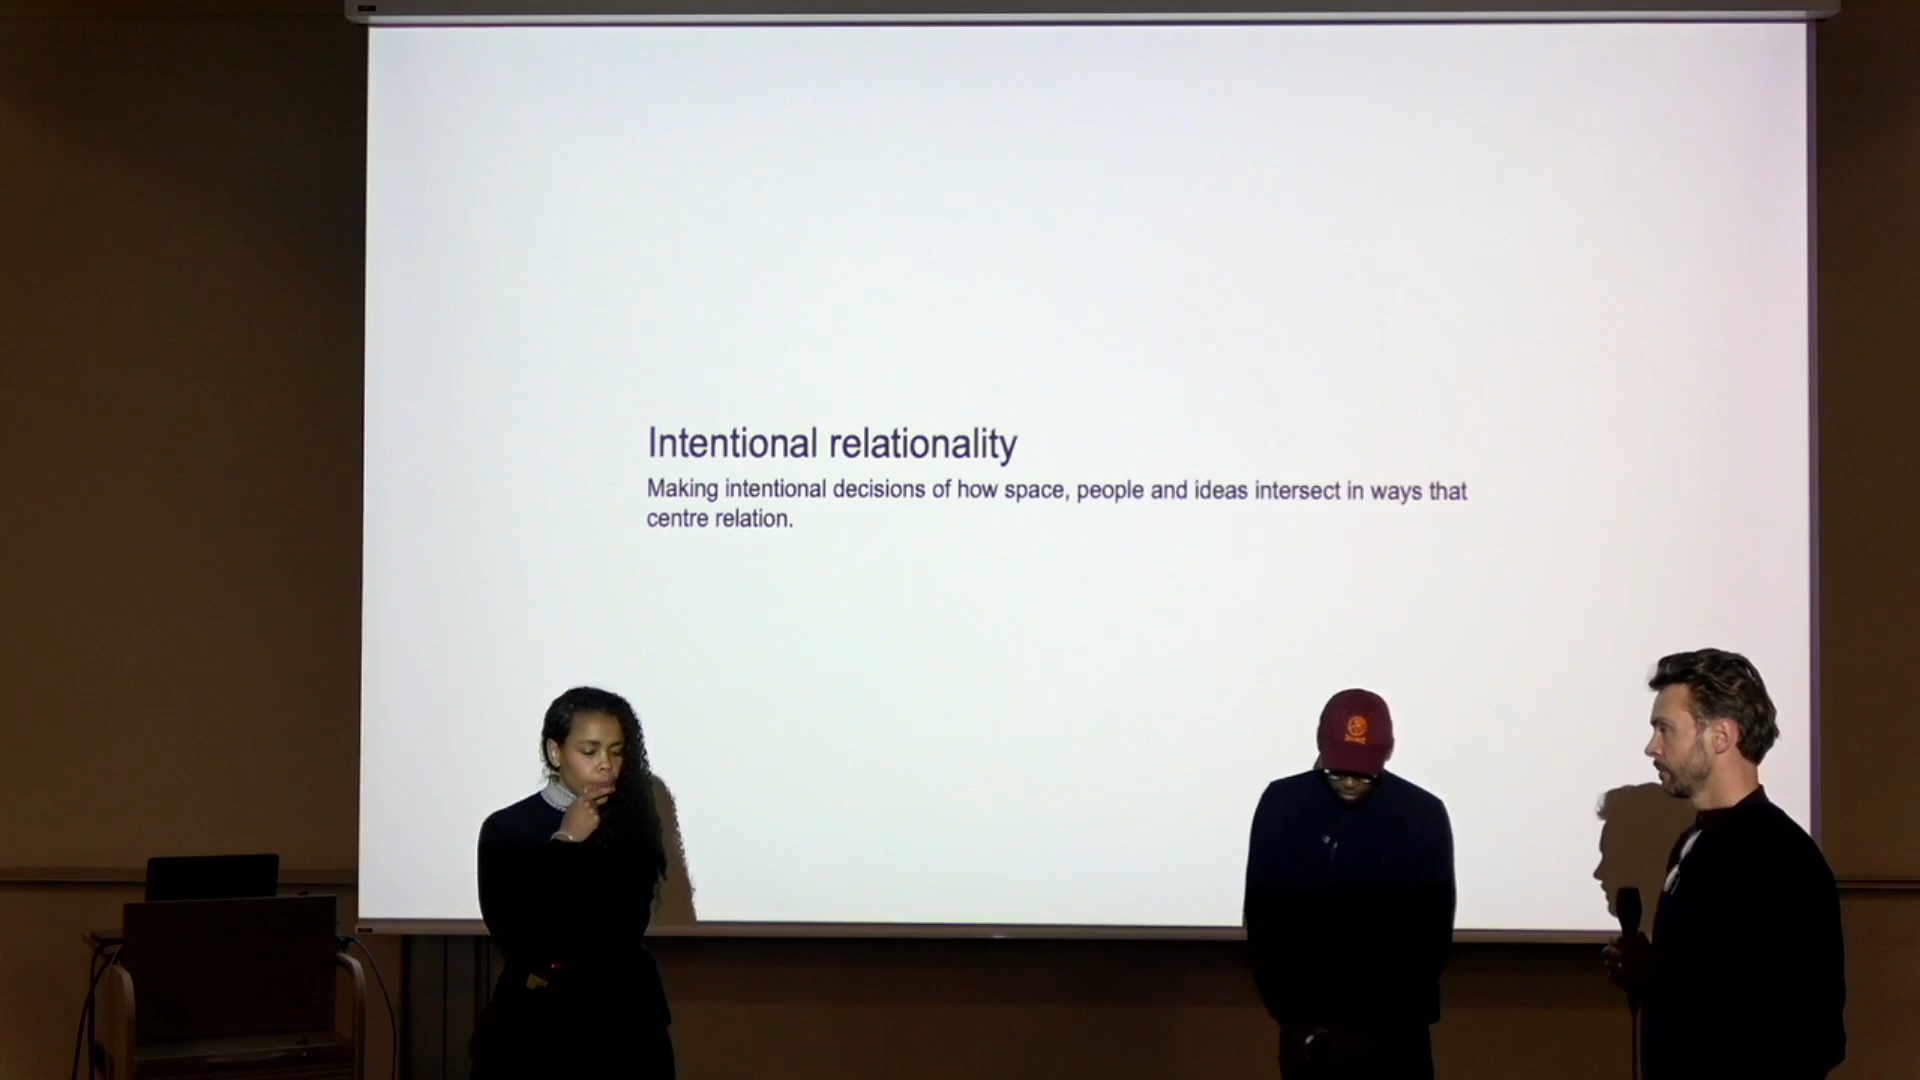 Intentional relationality
Making intentional decisions of how space, people and ideas intersect in ways that
centre relation.